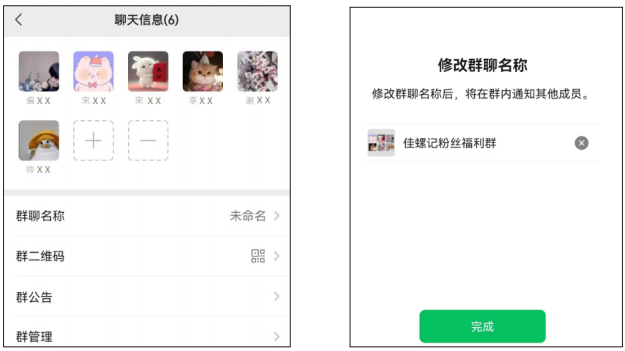 聊天信息(6)
偏XX 宋XX 宋XX 李XX 谢XX
帅XX
群聊名称 未命名
群二维码
群公告
群管理
修改群聊名称
修改群聊名称后，将在群内通知其他成员。
佳螺记粉丝福利群
完成